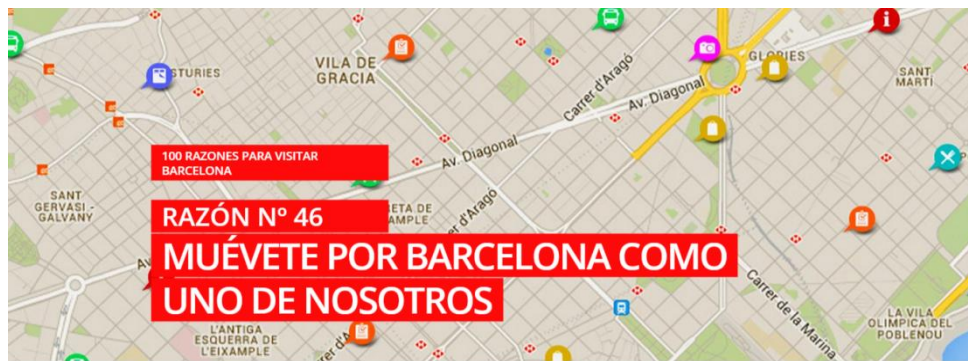 GLÒRIES
STURIES
VILA DE
GRACIA
Carrer d'Aragó
Av. Diagonal
SANT
MARTÍ
100 RAZONES PARA VISITAR
BARCELONA
Av. Diagonal
SANT
GERVASI -
GALVANY
RAZÓN Nº 46
ETA DE
AMPLE
d'Aragó
MUÉVETE POR BARCELONA COMO
UNO DE NOSOTROS
Carrer de la Marina
L'ANTIGA
ESQUERRA DE
L'EIXAMPLE
LA VILA
OLÍMPICA DEL
POBLENOU